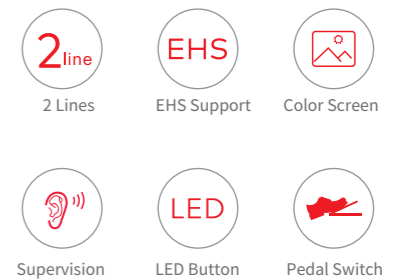 2line
EHS
2 Lines
EHS Support
Color Screen
LED
Supervision
LED Button
Pedal Switch